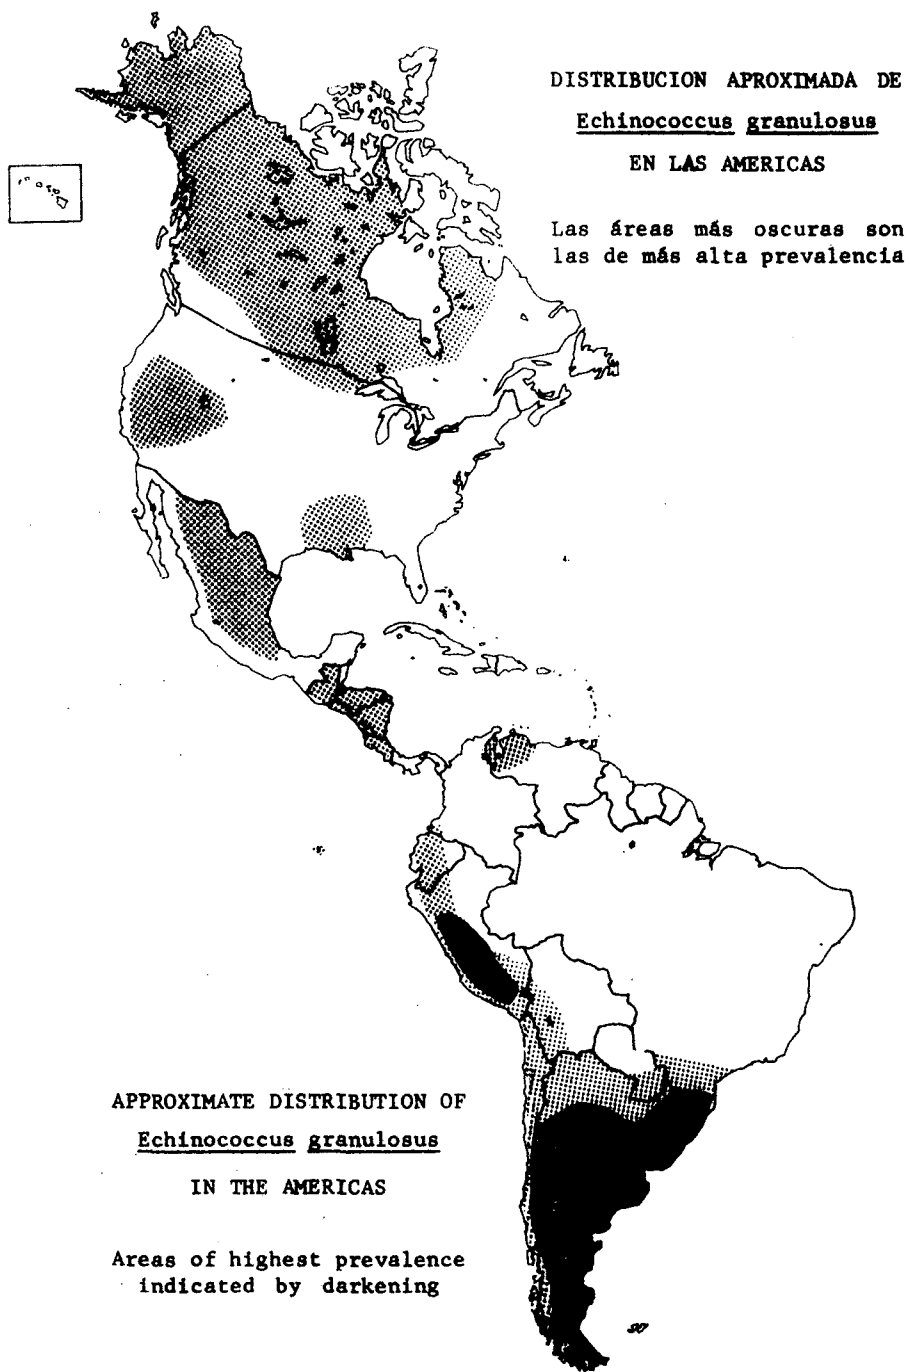 DISTRIBUCION APROXIMADA DE
Echinococcus granulosus
EN LAS AMERICAS
Las áreas más oscuras son
las de más alta prevalencia
APPROXIMATE DISTRIBUTION OF
Echinococcus granulosus
IN THE AMERICAS
Areas of highest prevalence
indicated by darkening